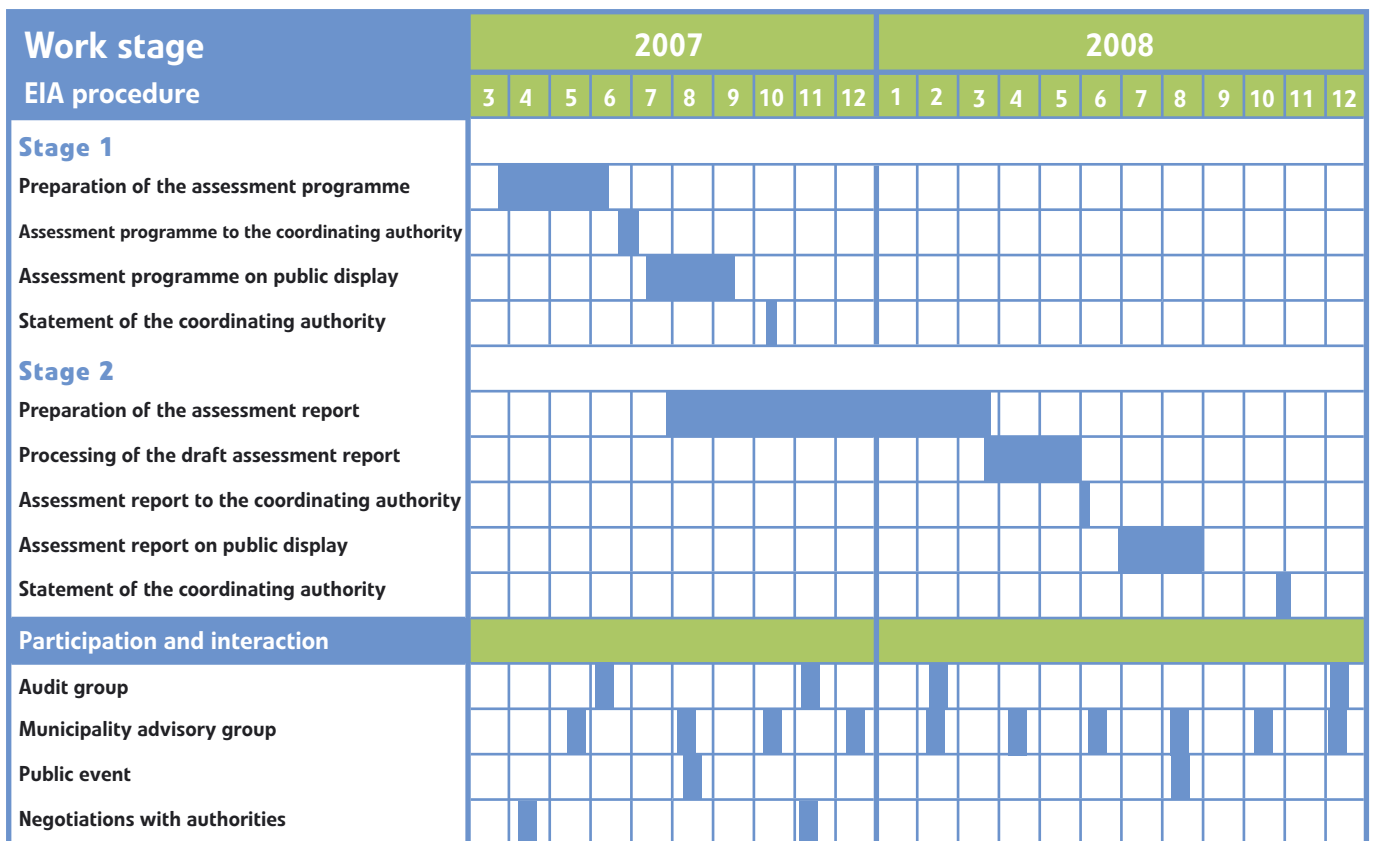 Work stage 2007 2008
EIA procedure 3 4 5 6 7 8 9 10 11 12 1 2 3 4 5 6 7 8 9 10 11 12
Stage 1
Preparation of the assessment programme
Assessment programme to the coordinating authority
Assessment programme on public display
Statement of the coordinating authority
Stage 2
Preparation of the assessment report
Processing of the draft assessment report
Assessment report to the coordinating authority
Assessment report on public display
Statement of the coordinating authority
Participation and interaction
Audit group
Municipality advisory group
Public event
Negotiations with authorities